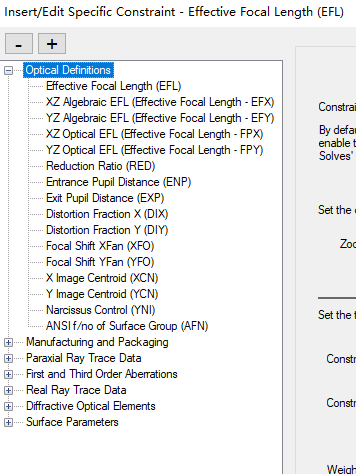 Insert/Edit Specific Constraint - Effective Focal Length (EFL)
- +
Optical Definitions
Effective Focal Length (EFL)
XZ Algebraic EFL (Effective Focal Length - EFX)
YZ Algebraic EFL (Effective Focal Length - EFY)
XZ Optical EFL (Effective Focal Length - FPX)
YZ Optical EFL (Effective Focal Length - FPY)
Reduction Ratio (RED)
Entrance Pupil Distance (ENP)
Exit Pupil Distance (EXP)
Distortion Fraction X (DIX)
Distortion Fraction Y (DIY)
Focal Shift XFan (XFO)
Focal Shift YFan (YFO)
X Image Centroid (XCN)
Y Image Centroid (YCN)
Narcissus Control (YNI)
ANSI f/no of Surface Group (AFN)
Manufacturing and Packaging
Paraxial Ray Trace Data
First and Third Order Aberrations
Real Ray Trace Data
Diffractive Optical Elements
Surface Parameters
Constrai
By defau
enable t
Solves'
Set the
Zoo
Set the t
Constr
Constr
Weigh